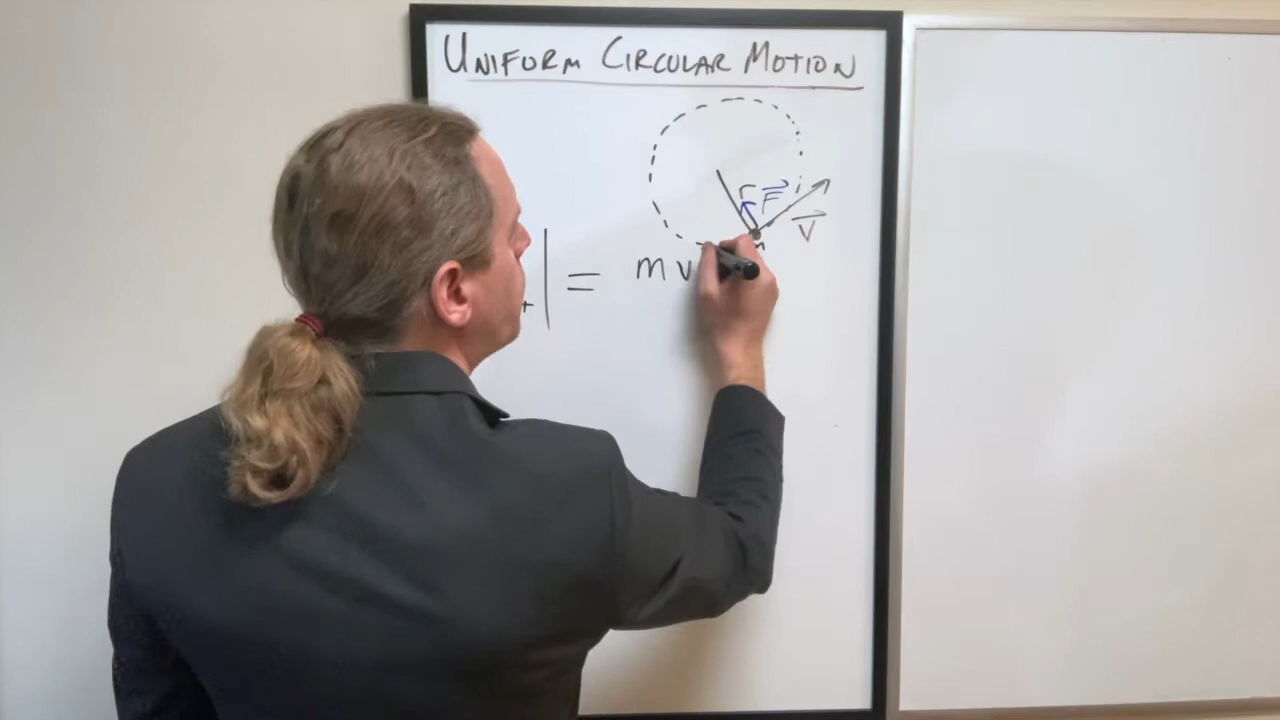 UNIFORM CIRCULAR MOTION
r F
V
| = mv